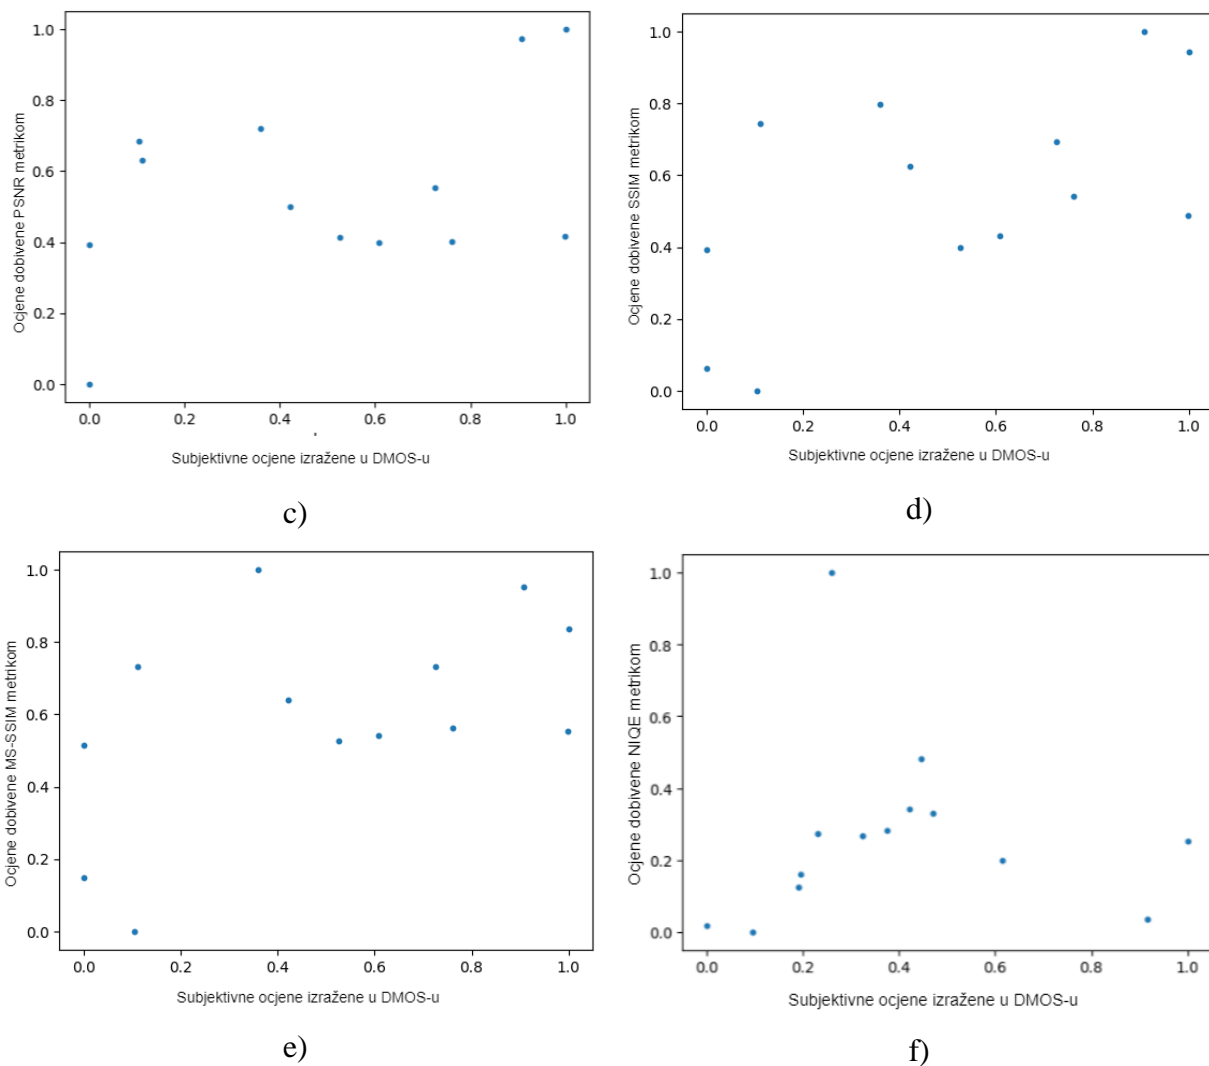 Ocjene dobivene PSNR metrikom
1.0
0.8
0.6
0.4
0.2
0.0
0.0 0.2 0.4 0.6 0.8 1.0
Subjektivne ocjene izražene u DMOS-u
c)
Ocjene dobivene SSIM metrikom
1.0
0.8
0.6
0.4
0.2
0.0
0.0 0.2 0.4 0.6 0.8 1.0
Subjektivne ocjene izražene u DMOS-u
d)
Ocjene dobivene MS-SSIM metrikom
1.0
0.8
0.6
0.4
0.2
0.0
0.0 0.2 0.4 0.6 0.8 1.0
Subjektivne ocjene izražene u DMOS-u
e)
Ocjene dobivene NIQE metrikom
1.0
0.8
0.6
0.4
0.2
0.0
0.0 0.2 0.4 0.6 0.8 1.0
Subjektivne ocjene izražene u DMOS-u
f)